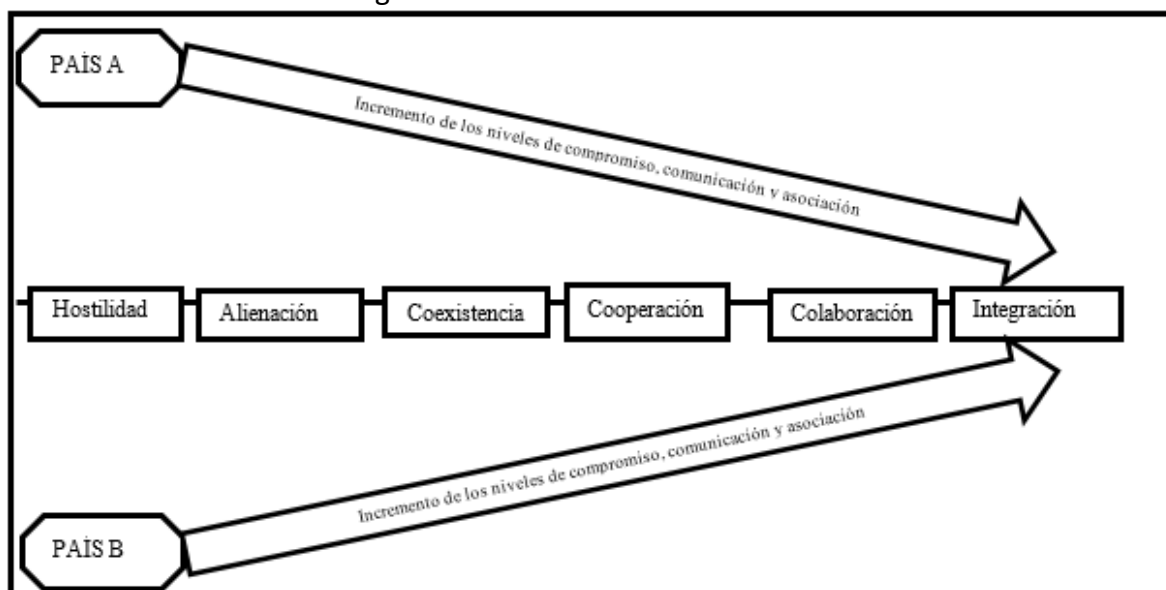 PAÍS A
Incremento de los niveles de compromiso, comunicación y asociación
Hostilidad
Alienación
Coexistencia
Cooperación
Colaboración
Integración
Incremento de los niveles de compromiso, comunicación y asociación
PAÍS B